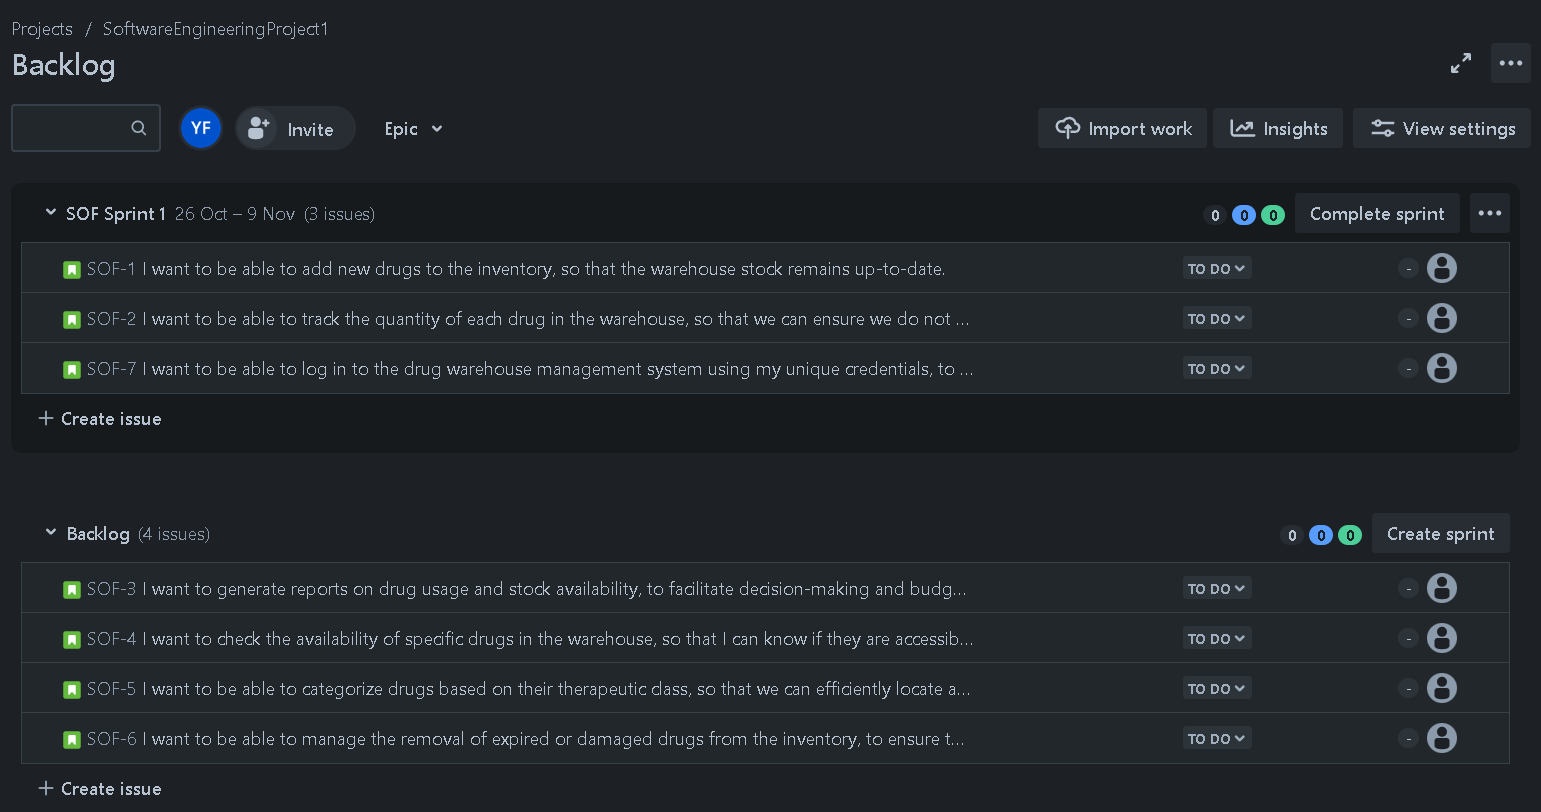 Projects / SoftwareEngineeringProject1
Backlog
YF Invite Epic Import work Insights View settings
SOF Sprint 1 26 Oct – 9 Nov (3 issues) 0 0 0 Complete sprint
SOF-1 I want to be able to add new drugs to the inventory, so that the warehouse stock remains up-to-date. TO DO -
SOF-2 I want to be able to track the quantity of each drug in the warehouse, so that we can ensure we do not ... TO DO -
SOF-7 I want to be able to log in to the drug warehouse management system using my unique credentials, to ... TO DO -
+ Create issue
Backlog (4 issues) 0 0 0 Create sprint
SOF-3 I want to generate reports on drug usage and stock availability, to facilitate decision-making and budg... TO DO -
SOF-4 I want to check the availability of specific drugs in the warehouse, so that I can know if they are accessib... TO DO -
SOF-5 I want to be able to categorize drugs based on their therapeutic class, so that we can efficiently locate a... TO DO -
SOF-6 I want to be able to manage the removal of expired or damaged drugs from the inventory, to ensure t... TO DO -
+ Create issue